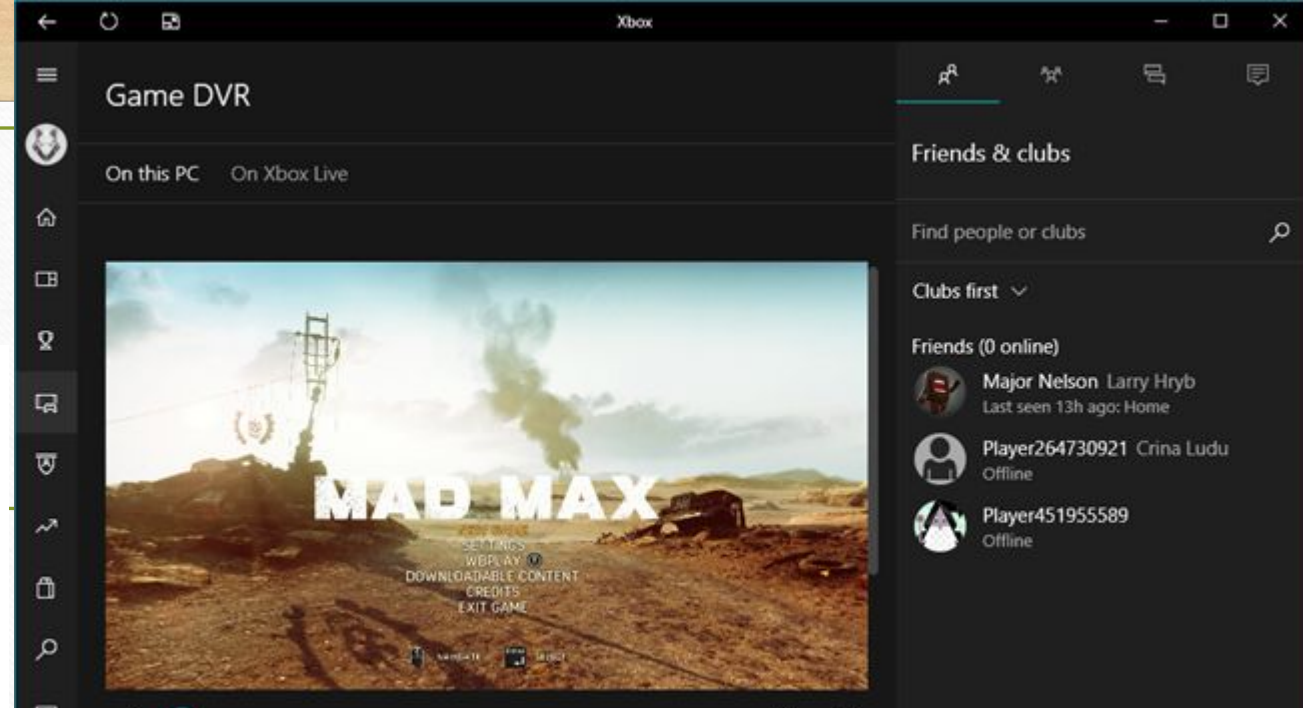 Xbox
Game DVR
On this PC On Xbox Live
MAD MAX
SETTINGS
WBPLAY
DOWNLOADABLE CONTENT
CREDITS
EXIT GAME
NAVIGATE SELECT
Friends & clubs
Find people or clubs
Clubs first
Friends (0 online)
Major Nelson Larry Hryb
Last seen 13h ago: Home
Player264730921 Crina Ludu
Offline
Player451955589
Offline